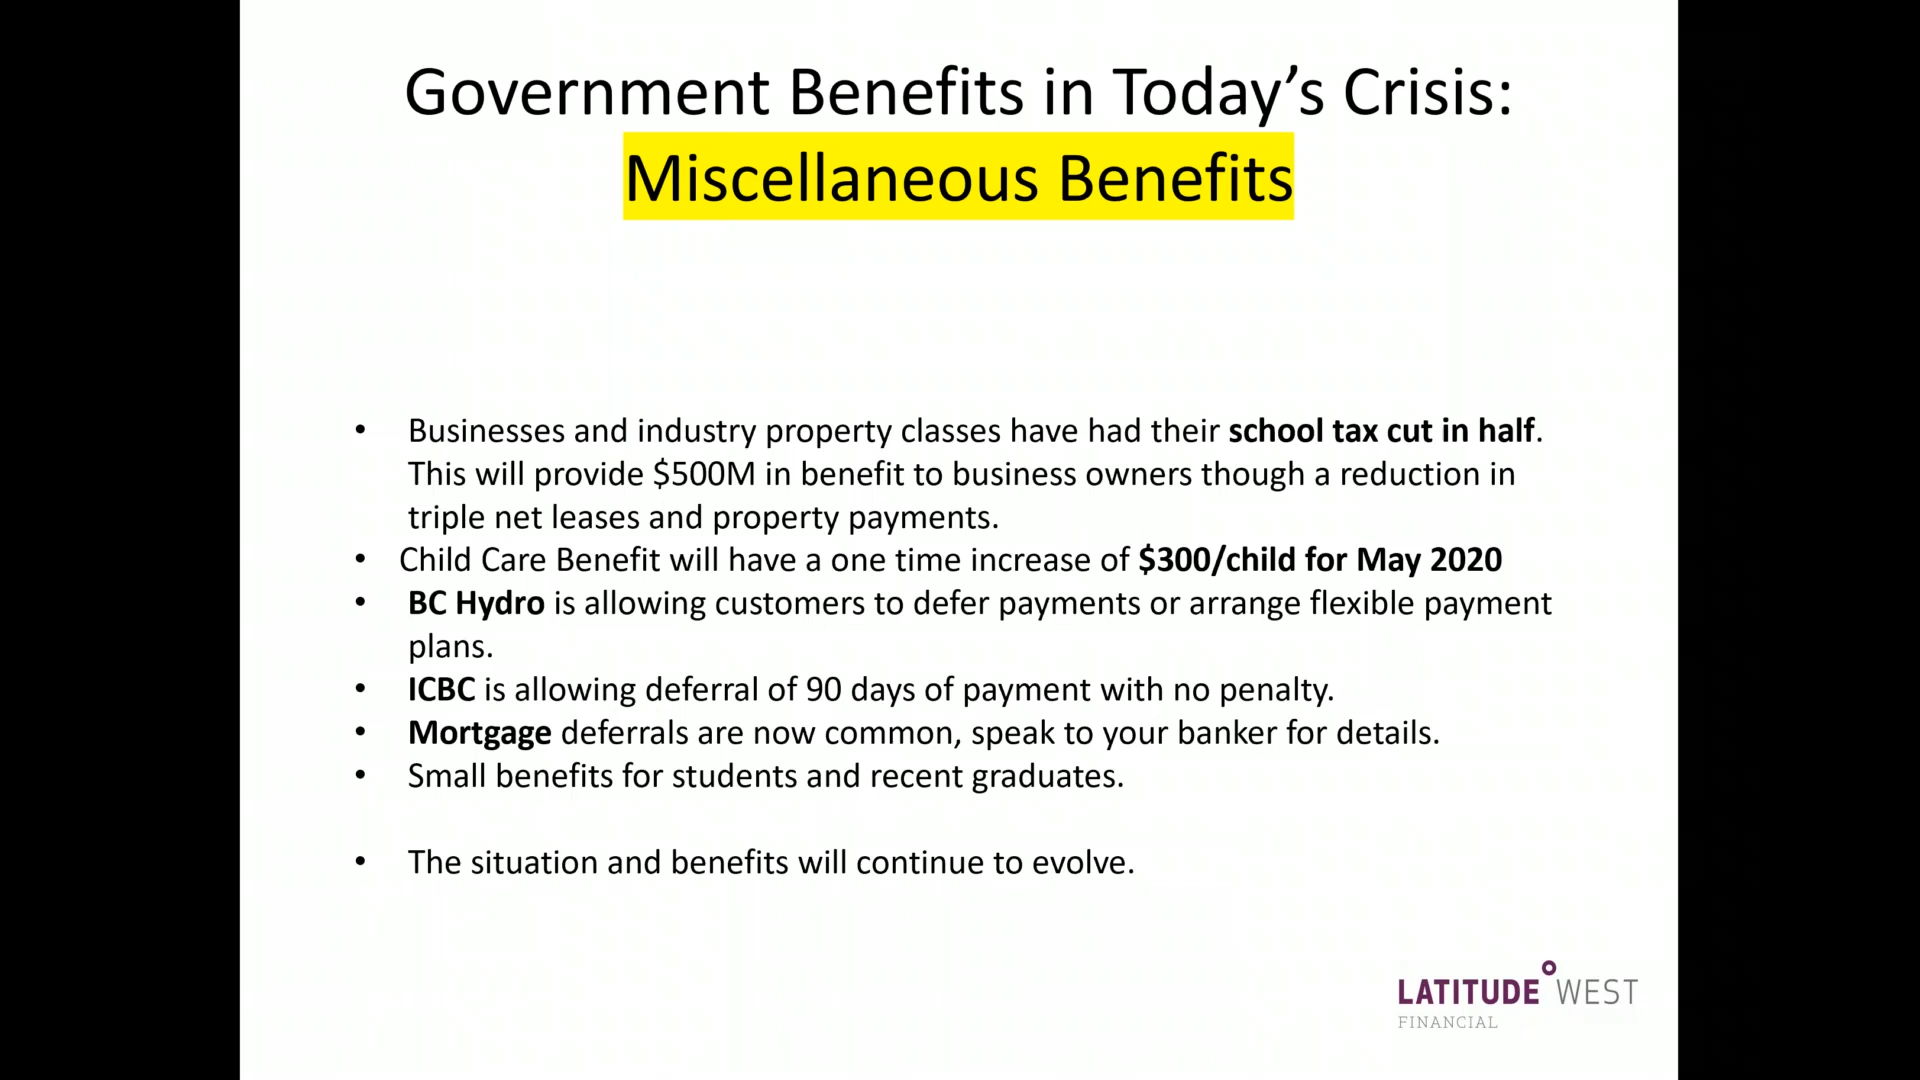 Government Benefits in Today’s Crisis:
Miscellaneous Benefits
• Businesses and industry property classes have had their school tax cut in half.
This will provide $500M in benefit to business owners though a reduction in
triple net leases and property payments.
• Child Care Benefit will have a one time increase of $300/child for May 2020
• BC Hydro is allowing customers to defer payments or arrange flexible payment
plans.
• ICBC is allowing deferral of 90 days of payment with no penalty.
• Mortgage deferrals are now common, speak to your banker for details.
• Small benefits for students and recent graduates.
• The situation and benefits will continue to evolve.
LATITUDE°WEST
FINANCIAL